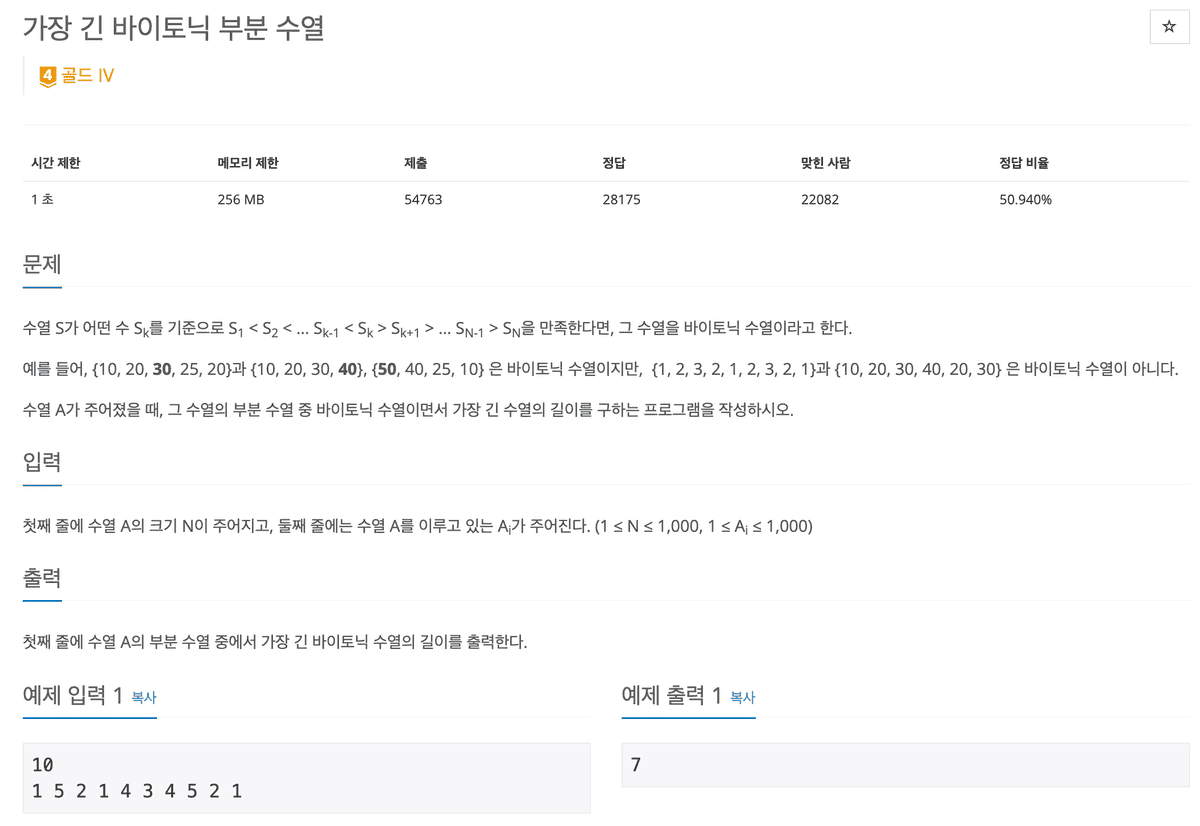 가장 긴 바이토닉 부분 수열
☆
4 골드 IV
시간 제한 메모리 제한 제출 정답 맞힌 사람 정답 비율
1 초 256 MB 54763 28175 22082 50.940%
문제
수열 S가 어떤 수 Sk를 기준으로 S1 < S2 < ... Sk-1 < Sk > Sk+1 > ... SN-1 > SN을 만족한다면, 그 수열을 바이토닉 수열이라고 한다.
예를 들어, {10, 20, 30, 25, 20}과 {10, 20, 30, 40}, {50, 40, 25, 10} 은 바이토닉 수열이지만, {1, 2, 3, 2, 1, 2, 3, 2, 1}과 {10, 20, 30, 40, 20, 30} 은 바이토닉 수열이 아니다.
수열 A가 주어졌을 때, 그 수열의 부분 수열 중 바이토닉 수열이면서 가장 긴 수열의 길이를 구하는 프로그램을 작성하시오.
입력
첫째 줄에 수열 A의 크기 N이 주어지고, 둘째 줄에는 수열 A를 이루고 있는 Ai가 주어진다. (1 ≤ N ≤ 1,000, 1 ≤ Ai ≤ 1,000)
출력
첫째 줄에 수열 A의 부분 수열 중에서 가장 긴 바이토닉 수열의 길이를 출력한다.
예제 입력 1 복사
10
1 5 2 1 4 3 4 5 2 1
예제 출력 1 복사
7